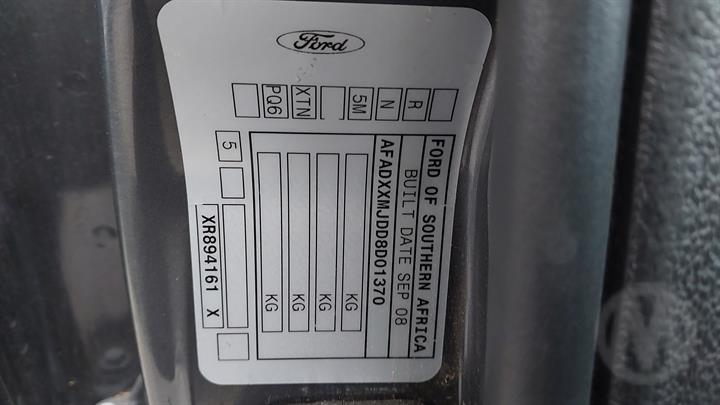 Ford
FORD OF SOUTHERN AFRICA
BUILT DATE SEP 08
AFADXXMJDD8D01370
KG
KG
KG
KG
R
N
5M
XTN
PQ6
5
XR894161 X